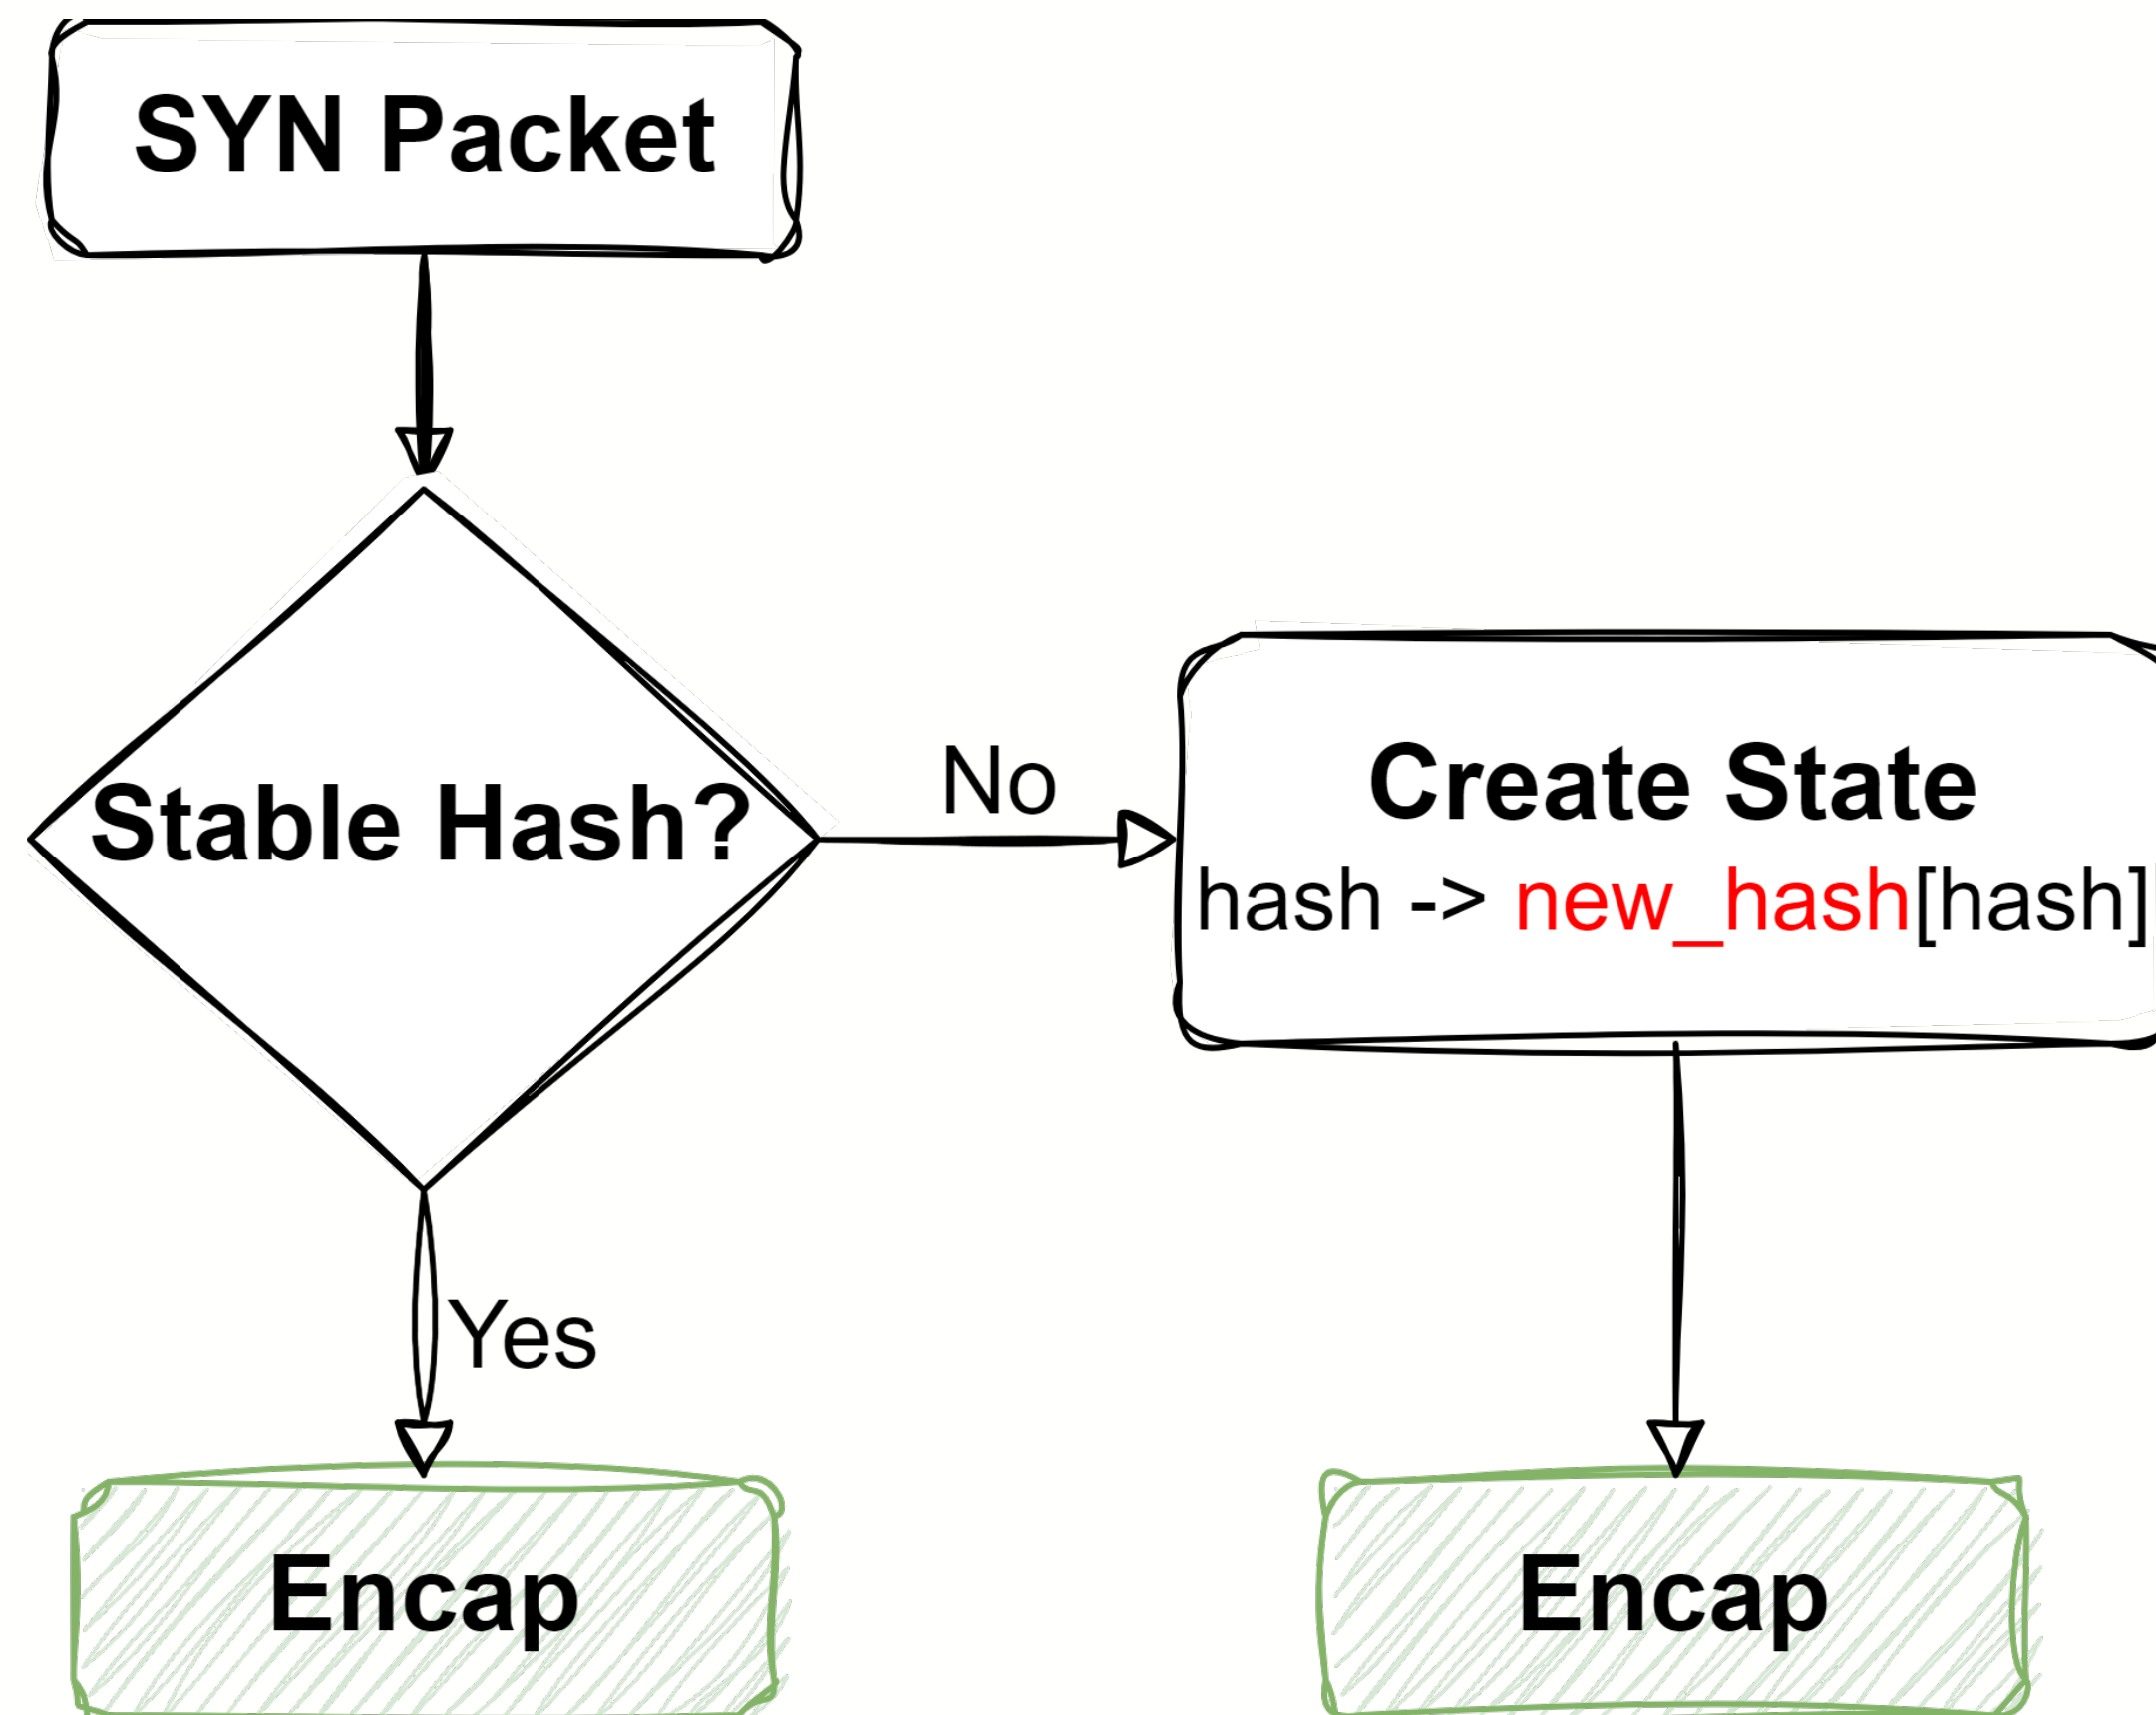 SYN Packet
Stable Hash?
No
Create State
hash -> new_hash[hash]
Yes
Encap
Encap